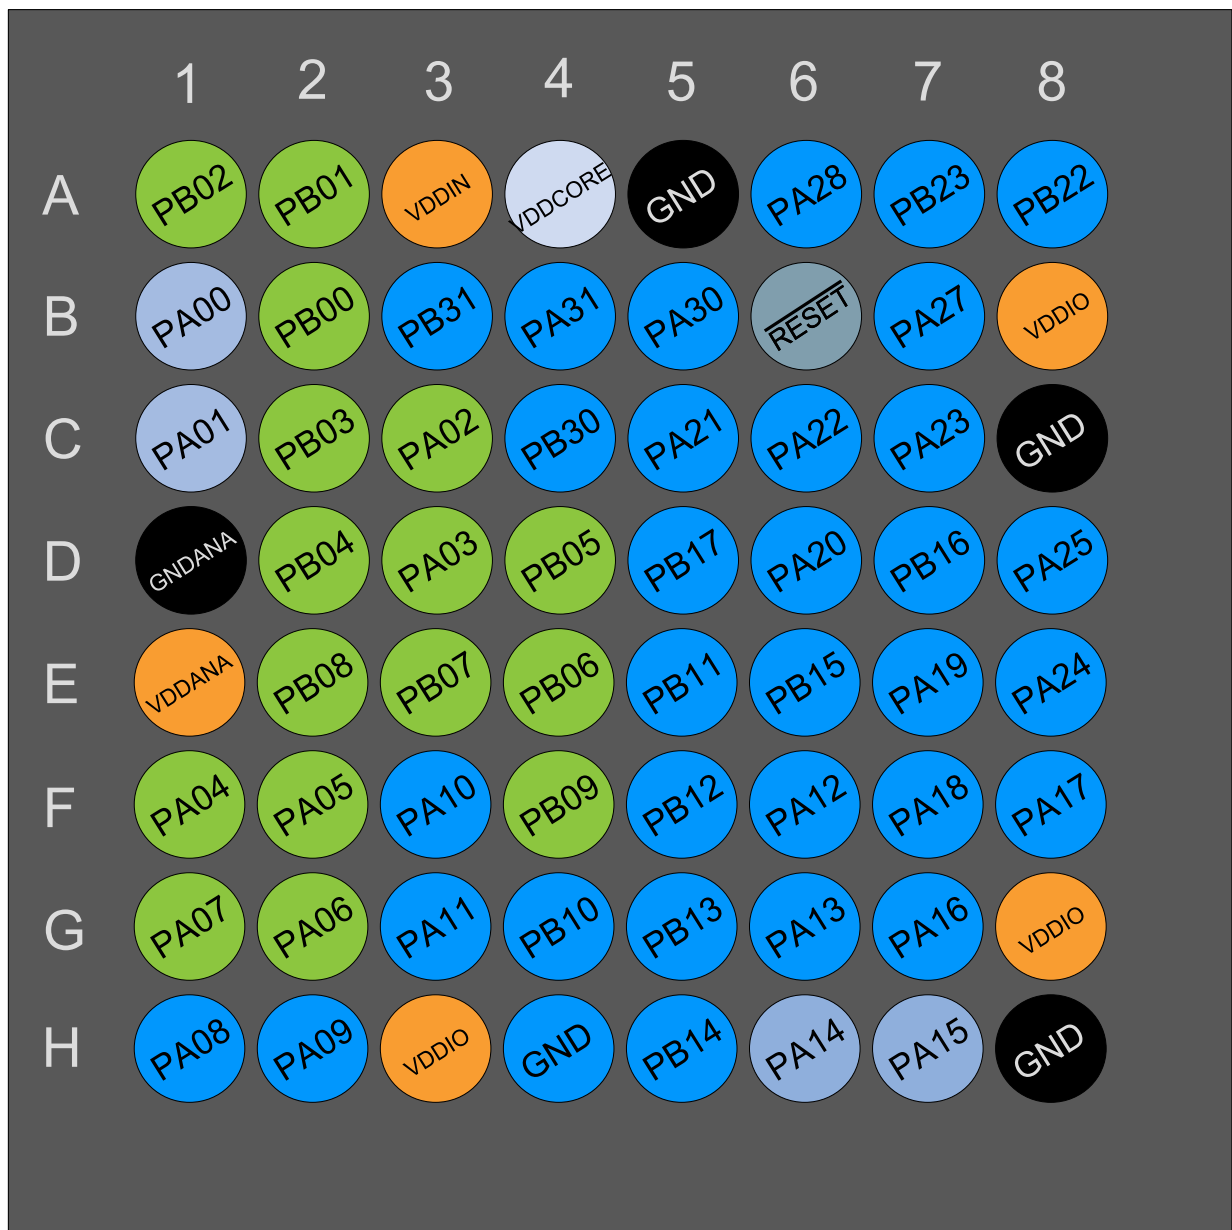 1 2 3 4 5 6 7 8
A PB02 PB01 VDDIN VDDCORE GND PA28 PB23 PB22
B PA00 PB00 PB31 PA31 PA30 RESET PA27 VDDIO
C PA01 PB03 PA02 PB30 PA21 PA22 PA23 GND
D GNDANA PB04 PA03 PB05 PB17 PA20 PB16 PA25
E VDDANA PB08 PB07 PB06 PB11 PB15 PA19 PA24
F PA04 PA05 PA10 PB09 PB12 PA12 PA18 PA17
G PA07 PA06 PA11 PB10 PB13 PA13 PA16 VDDIO
H PA08 PA09 VDDIO GND PB14 PA14 PA15 GND